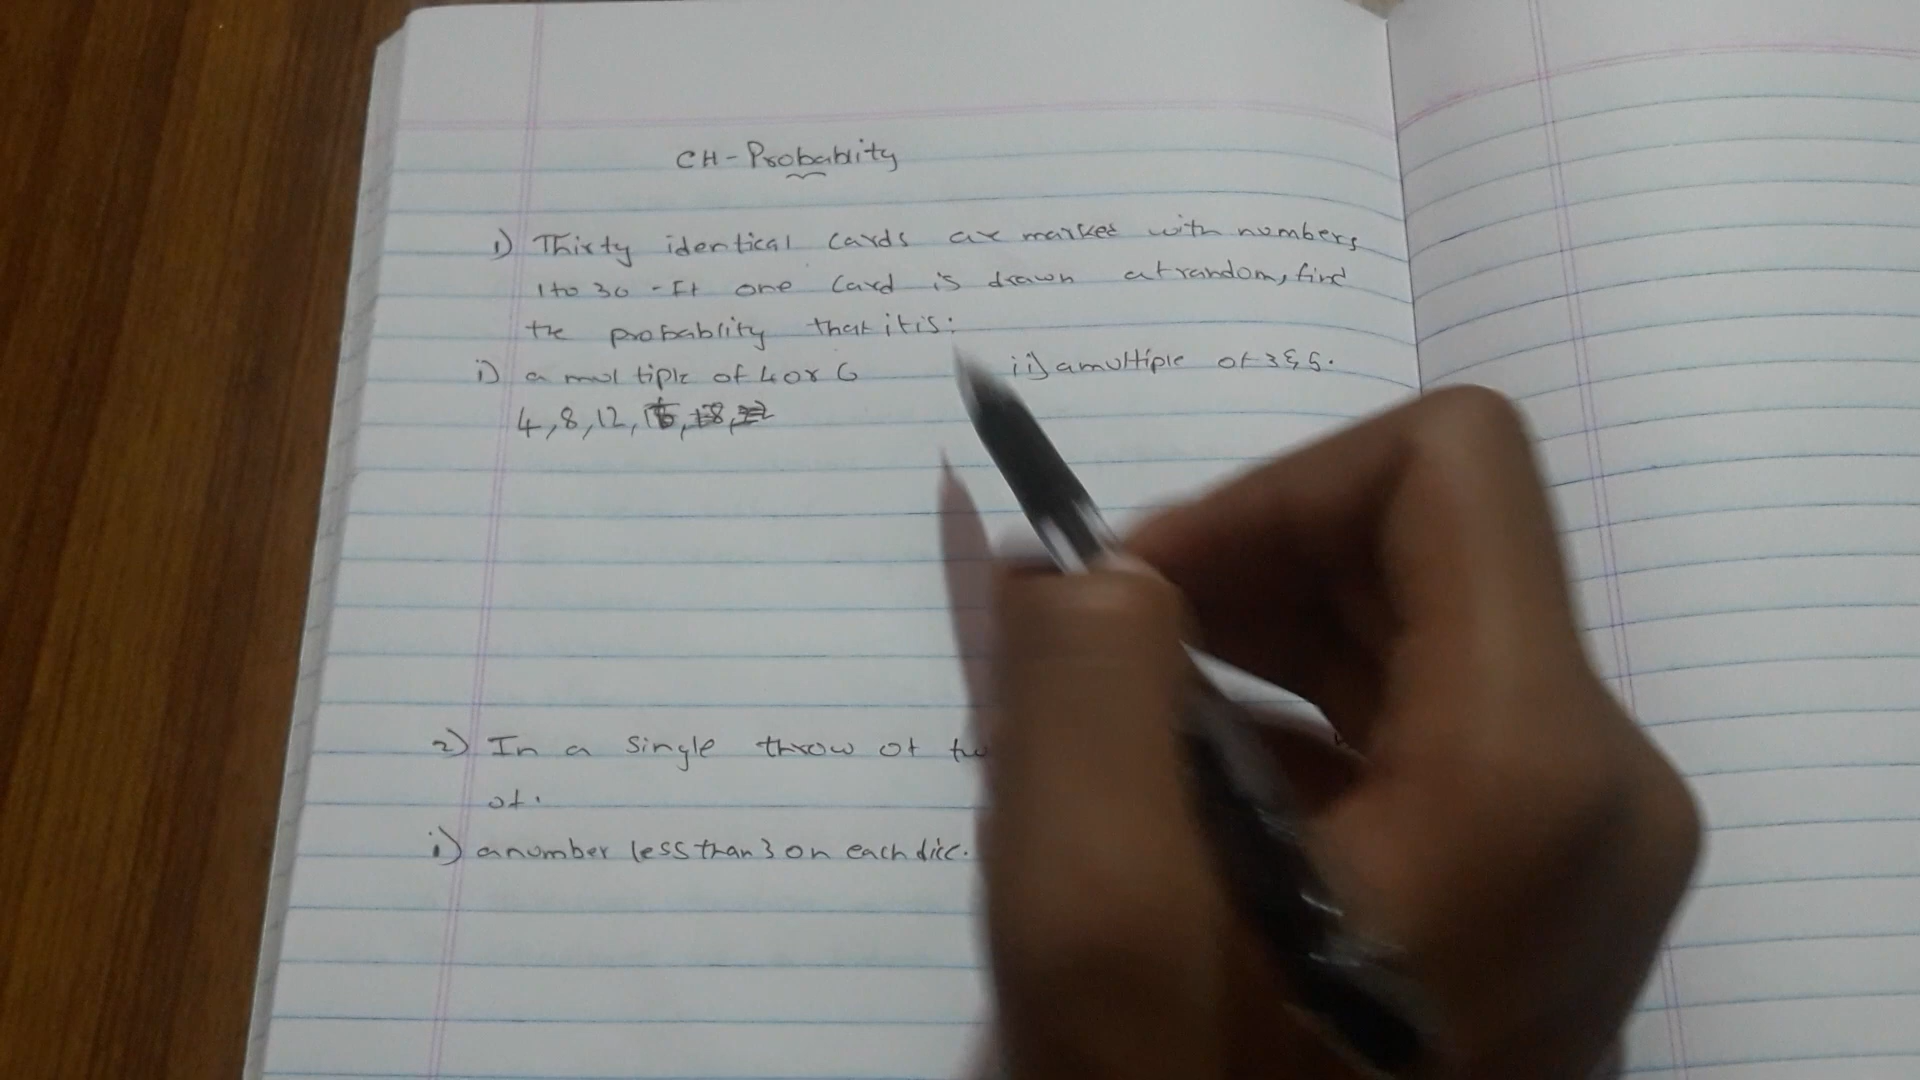 CH-Probablity
1) Thirty identical cards are marked with numbers
1 to 30 - If one card is drawn at random, find
the probablity that it is:
i) a multiple of 4 or 6
ii) a multiple of 3 & 5.
4, 8, 12,
2) In a single throw of
of.
i) a number less than 3 on each dice.